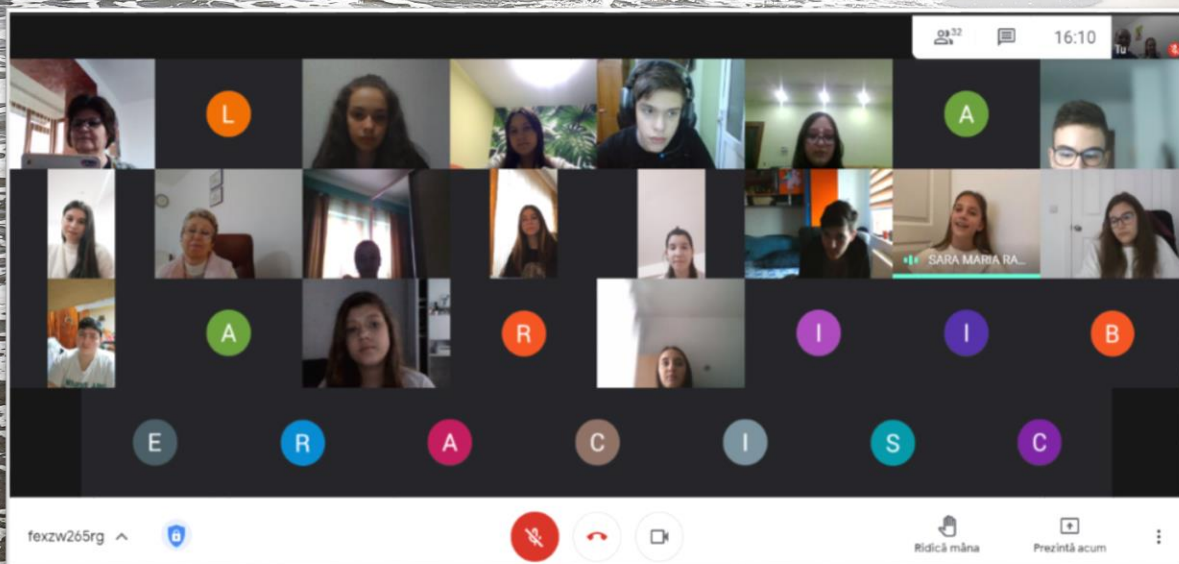 32
16:10
Tu
L
A
SARA MARIA RA...
A
R
I
I
B
E
R
A
C
I
S
C
fexzw265rg
Ridică mâna
Prezintă acum